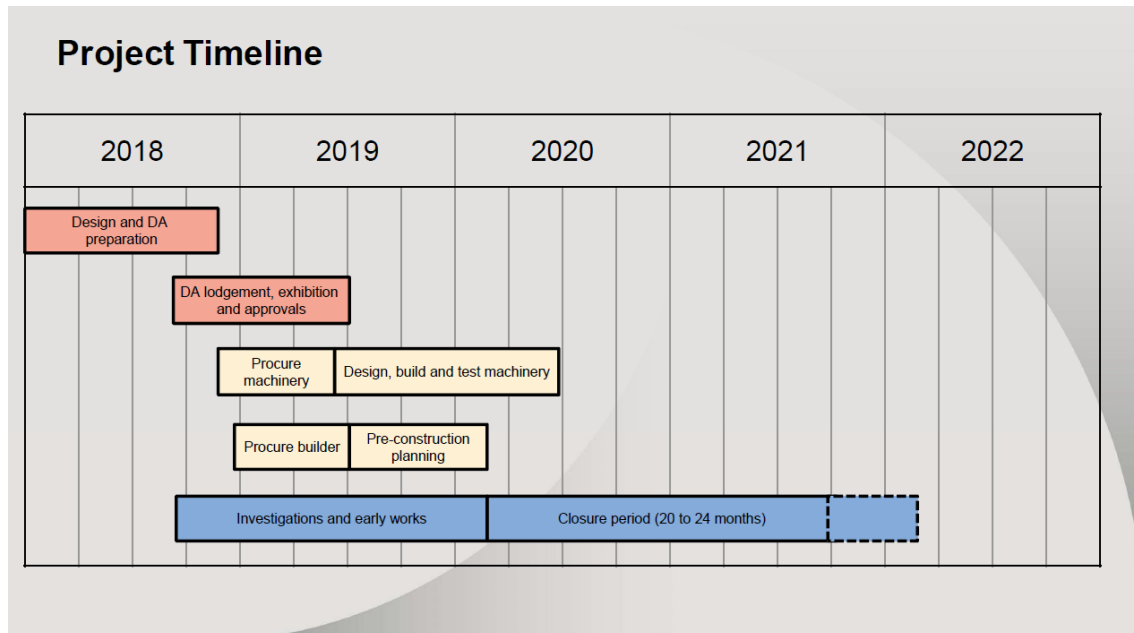 Project Timeline
2018 2019 2020 2021 2022
Design and DA
preparation
DA lodgement, exhibition
and approvals
Procure
machinery
Design, build and test machinery
Procure builder
Pre-construction
planning
Investigations and early works
Closure period (20 to 24 months)